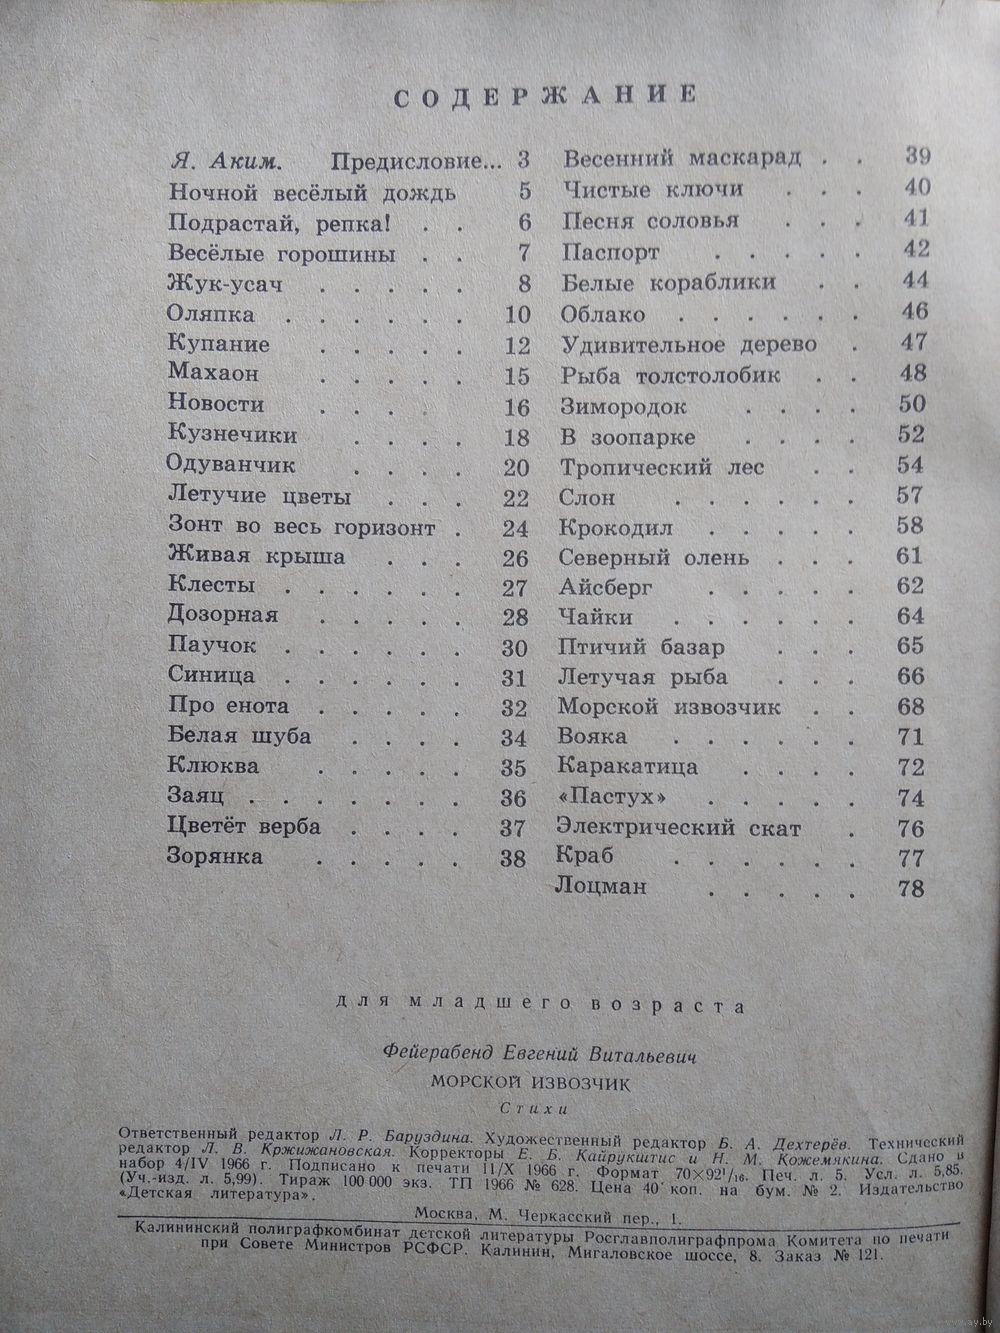 СОДЕРЖАНИЕ
Я. Аким. Предисловие... 3
Ночной весёлый дождь 5
Подрастай, репка! . . 6
Весёлые горошины . . 7
Жук-усач . . . . . 8
Оляпка . . . . . . 10
Купание . . . . . 12
Махаон . . . . . 15
Новости . . . . 16
Кузнечики . . . . 18
Одуванчик . . . . 20
Летучие цветы . . . 22
Зонт во весь горизонт . 24
Живая крыша . . . 26
Клесты . . . . . . 27
Дозорная . . . . . 28
Паучок . . . . . . 30
Синица . . . . . . 31
Про енота . . . . . 32
Белая шуба . . . . 34
Клюква . . . . . 35
Заяц . . . . . . . 36
Цветёт верба . . . . 37
Зорянка . . . . . 38
Весенний маскарад . . 39
Чистые ключи . . . 40
Песня соловья . . . 41
Паспорт . . . . . 42
Белые кораблики . . 44
Облако . . . . . . 46
Удивительное дерево . 47
Рыба толстолобик . . 48
Зимородок . . . . 50
В зоопарке . . . . 52
Тропический лес . . 54
Слон . . . . . . 57
Крокодил . . . . . 58
Северный олень . . . 61
Айсберг . . . . . 62
Чайки . . . . . . 64
Птичий базар . . . 65
Летучая рыба . . . 66
Морской извозчик . . 68
Вояка . . . . . . 71
Каракатица . . . . 72
«Пастух» . . . . . 74
Электрический скат . 76
Краб . . . . . . 77
Лоцман . . . . . 78
для младшего возраста
Фейерабенд Евгений Витальевич
МОРСКОЙ ИЗВОЗЧИК
Стихи
Ответственный редактор Л. Р. Баруздина. Художественный редактор Б. А. Дехтерёв. Технический
редактор Л. В. Кржижановская. Корректоры Е. Б. Кайрукштис и Н. М. Кожемякина. Сдано в
набор 4/IV 1966 г. Подписано к печати 11/X 1966 г. Формат 70×92¹/₁₆. Печ. л. 5. Усл. л. 5,85.
(Уч.-изд. л. 5,99). Тираж 100 000 экз. ТП 1966 № 628. Цена 40 коп. на бум. № 2. Издательство
«Детская литература».
Москва, М. Черкасский пер., 1.
Калининский полиграфкомбинат детской литературы Росглавполиграфпрома Комитета по печати
при Совете Министров РСФСР. Калинин, Мигаловское шоссе, 8. Заказ № 121.
www.ay.by